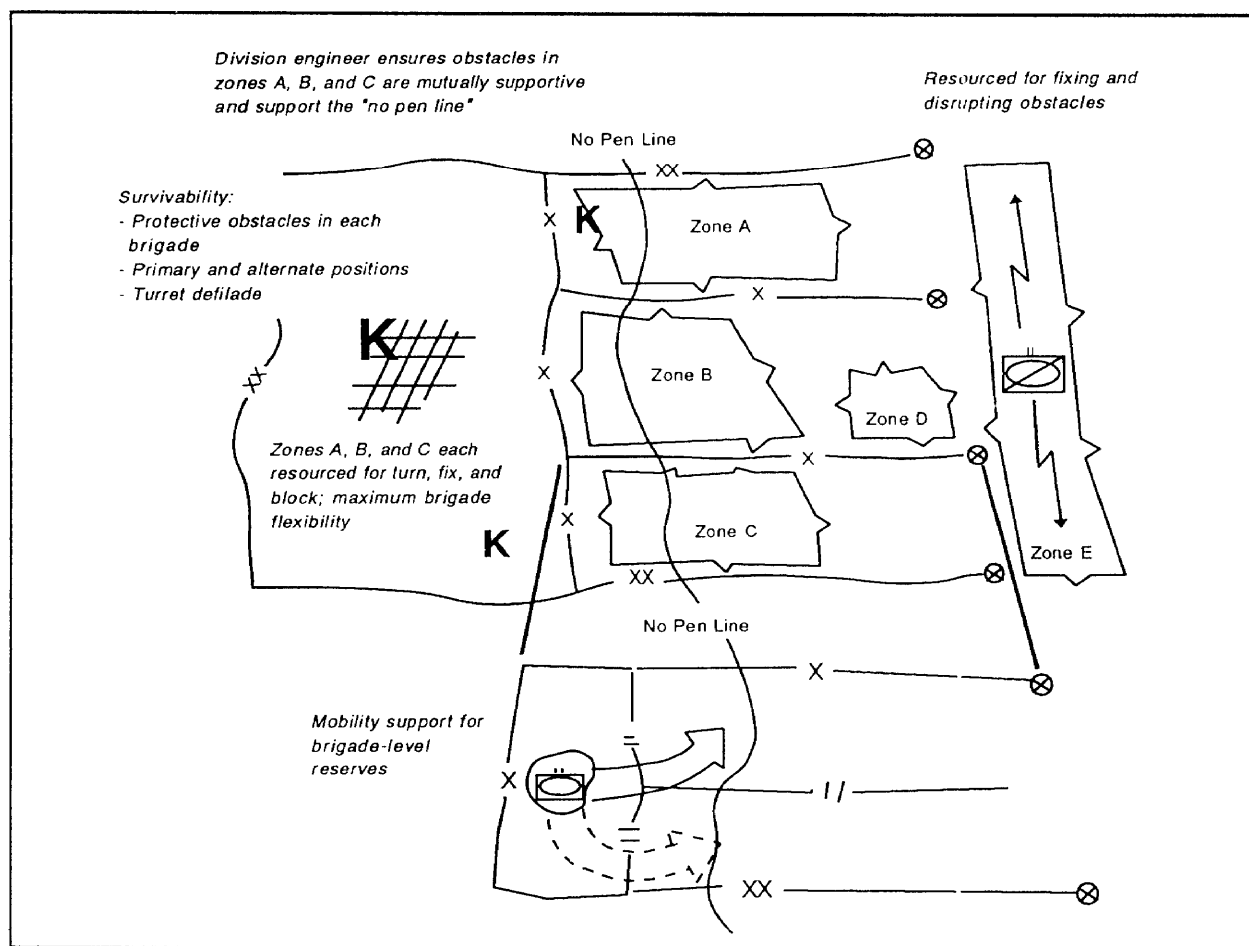 Division engineer ensures obstacles in
zones A, B, and C are mutually supportive
and support the "no pen line"
Resourced for fixing and
disrupting obstacles
No Pen Line
XX
Survivability:
- Protective obstacles in each
brigade
- Primary and alternate positions
- Turret defilade
X
K
Zone A
X
K
XX
X
Zone B
Zone D
X
Zones A, B, and C each
resourced for turn, fix, and
block; maximum brigade
flexibility
K
X
Zone C
Zone E
XX
No Pen Line
X
Mobility support for
brigade-level
reserves
X
XX